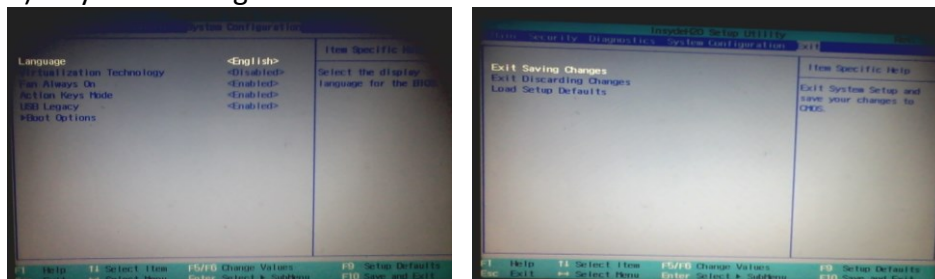 System Configuration
Item Specific
Language <English>
Virtualization Technology <Disabled>
Fan Always On <Enabled>
Action Keys Mode <Enabled>
USB Legacy <Enabled>
▶Boot Options
Select the display
language for the
F1 Help ↑↓ Select Item F5/F6 Change Values F9 Setup Defaults
Select Menu Enter Select ▶ SubMenu F10 Save and Exit
InsydeH2O Setup Utility
Main Security Diagnostics System Configuration Exit
Exit Saving Changes
Exit Discarding Changes
Load Setup Defaults
Item Specific Help
Exit System Setup and
save your changes to
CMOS.
F1 Help ↑↓ Select Item F5/F6 Change Values F9 Setup Defaults
Esc Exit ↔ Select Menu Enter Select ▶ SubMenu F10 Save and Exit